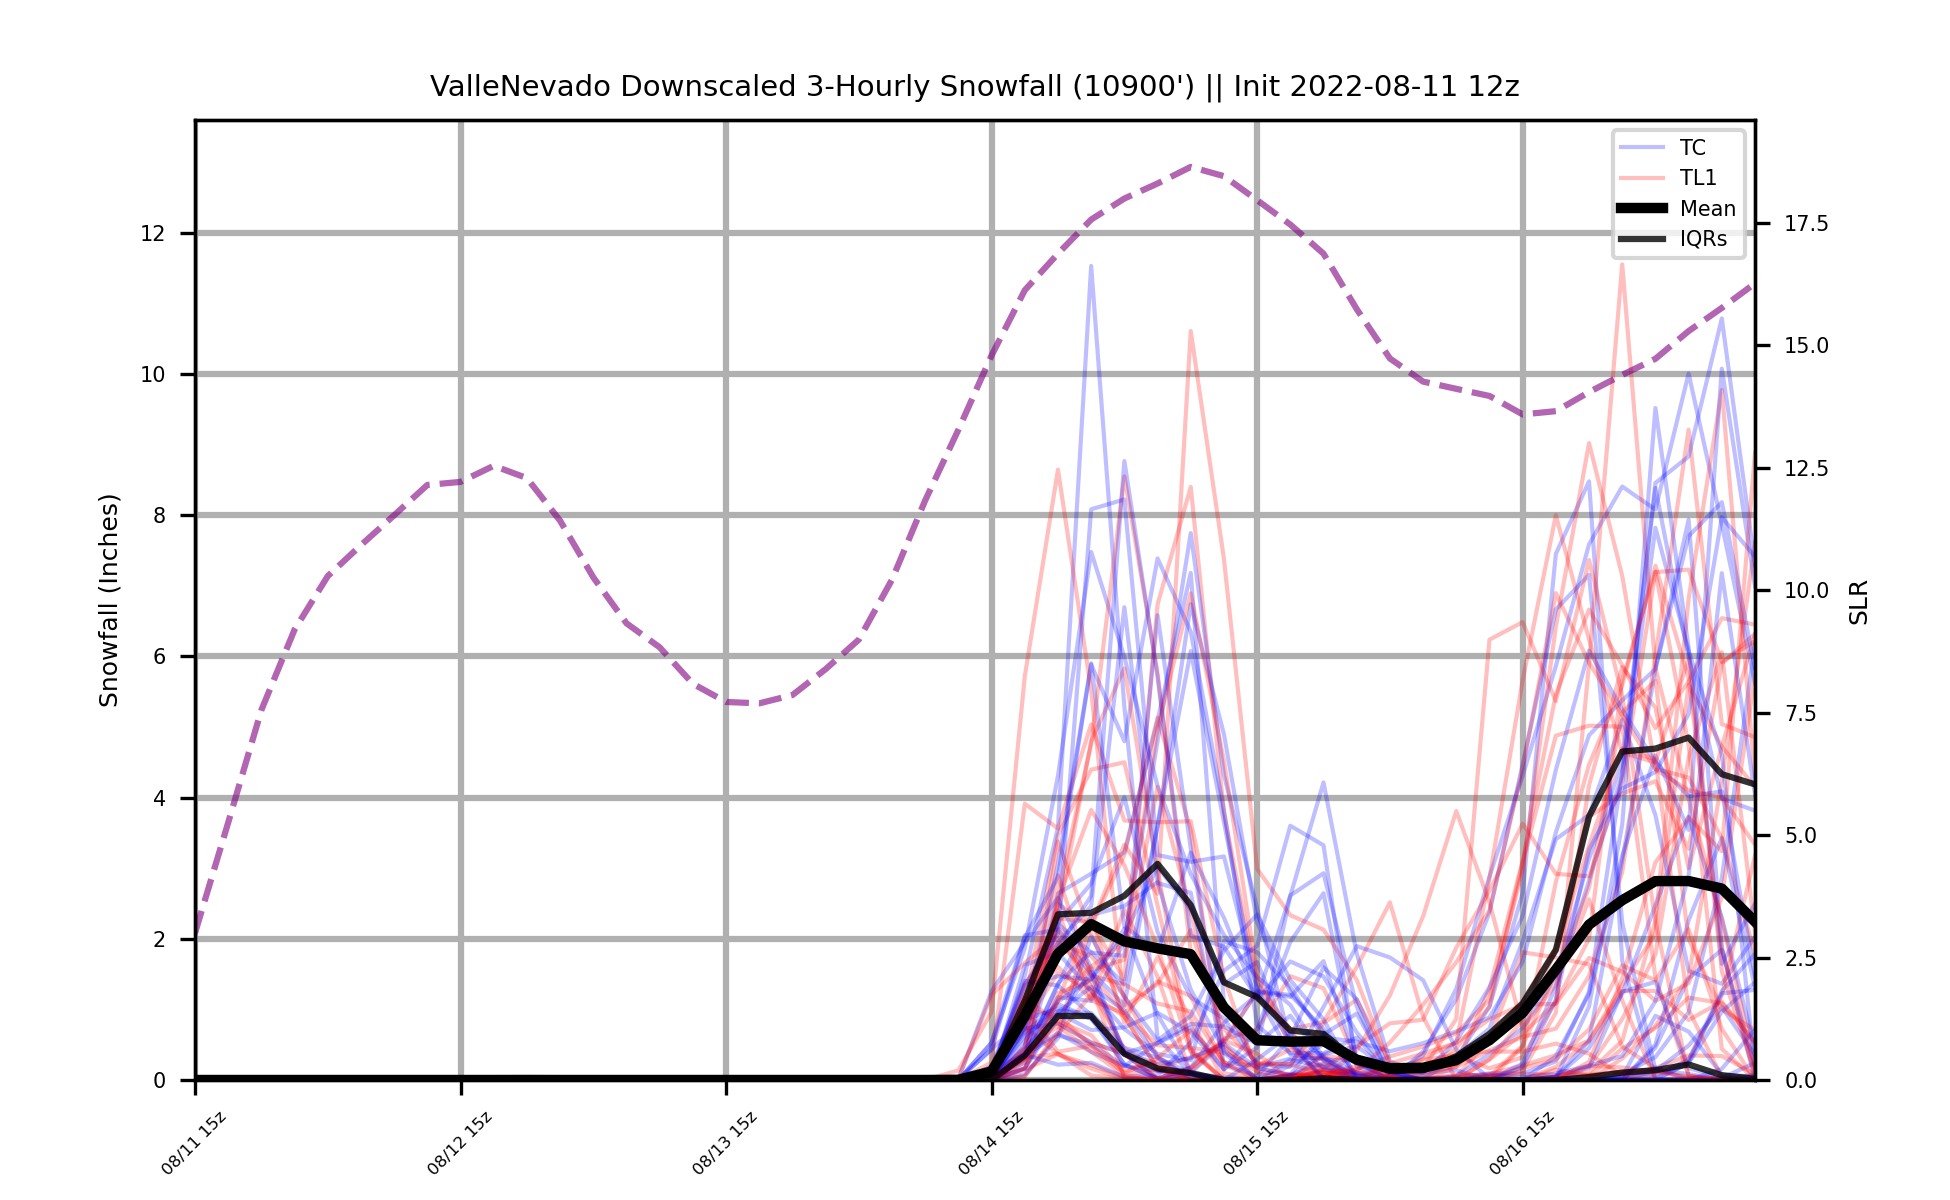 ValleNevado Downscaled 3-Hourly Snowfall (10900') || Init 2022-08-11 12z
TC
TL1
Mean
IQRs
Snowfall (Inches)
12
10
8
6
4
2
0
17.5
15.0
12.5
10.0
7.5
5.0
2.5
0.0
SLR
08/11 15z
08/12 15z
08/13 15z
08/14 15z
08/15 15z
08/16 15z